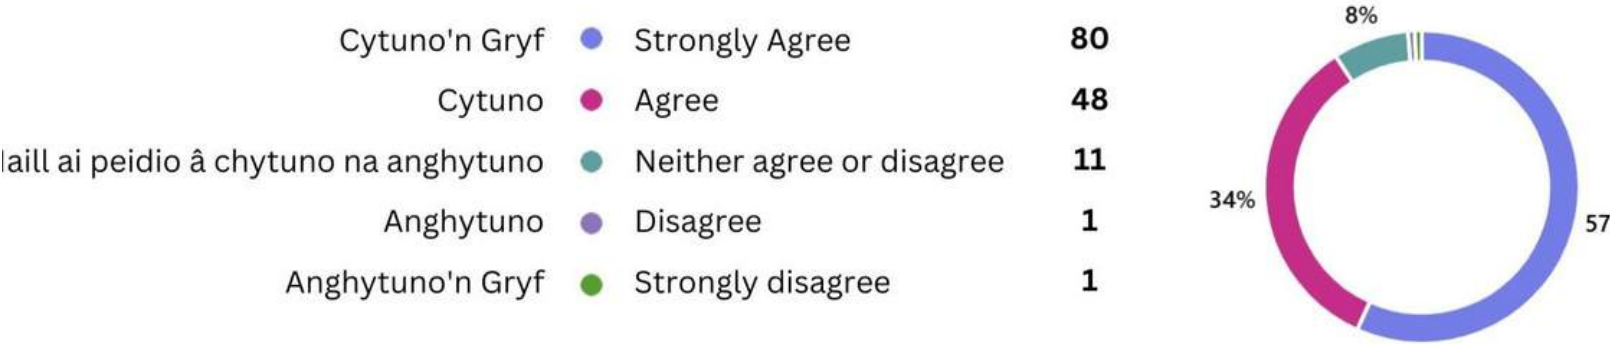 Cytuno'n Gryf Strongly Agree 80
Cytuno Agree 48
ai peidio â chytuno na anghytuno Neither agree or disagree 11
Anghytuno Disagree 1
Anghytuno'n Gryf Strongly disagree 1
8%
34%
57